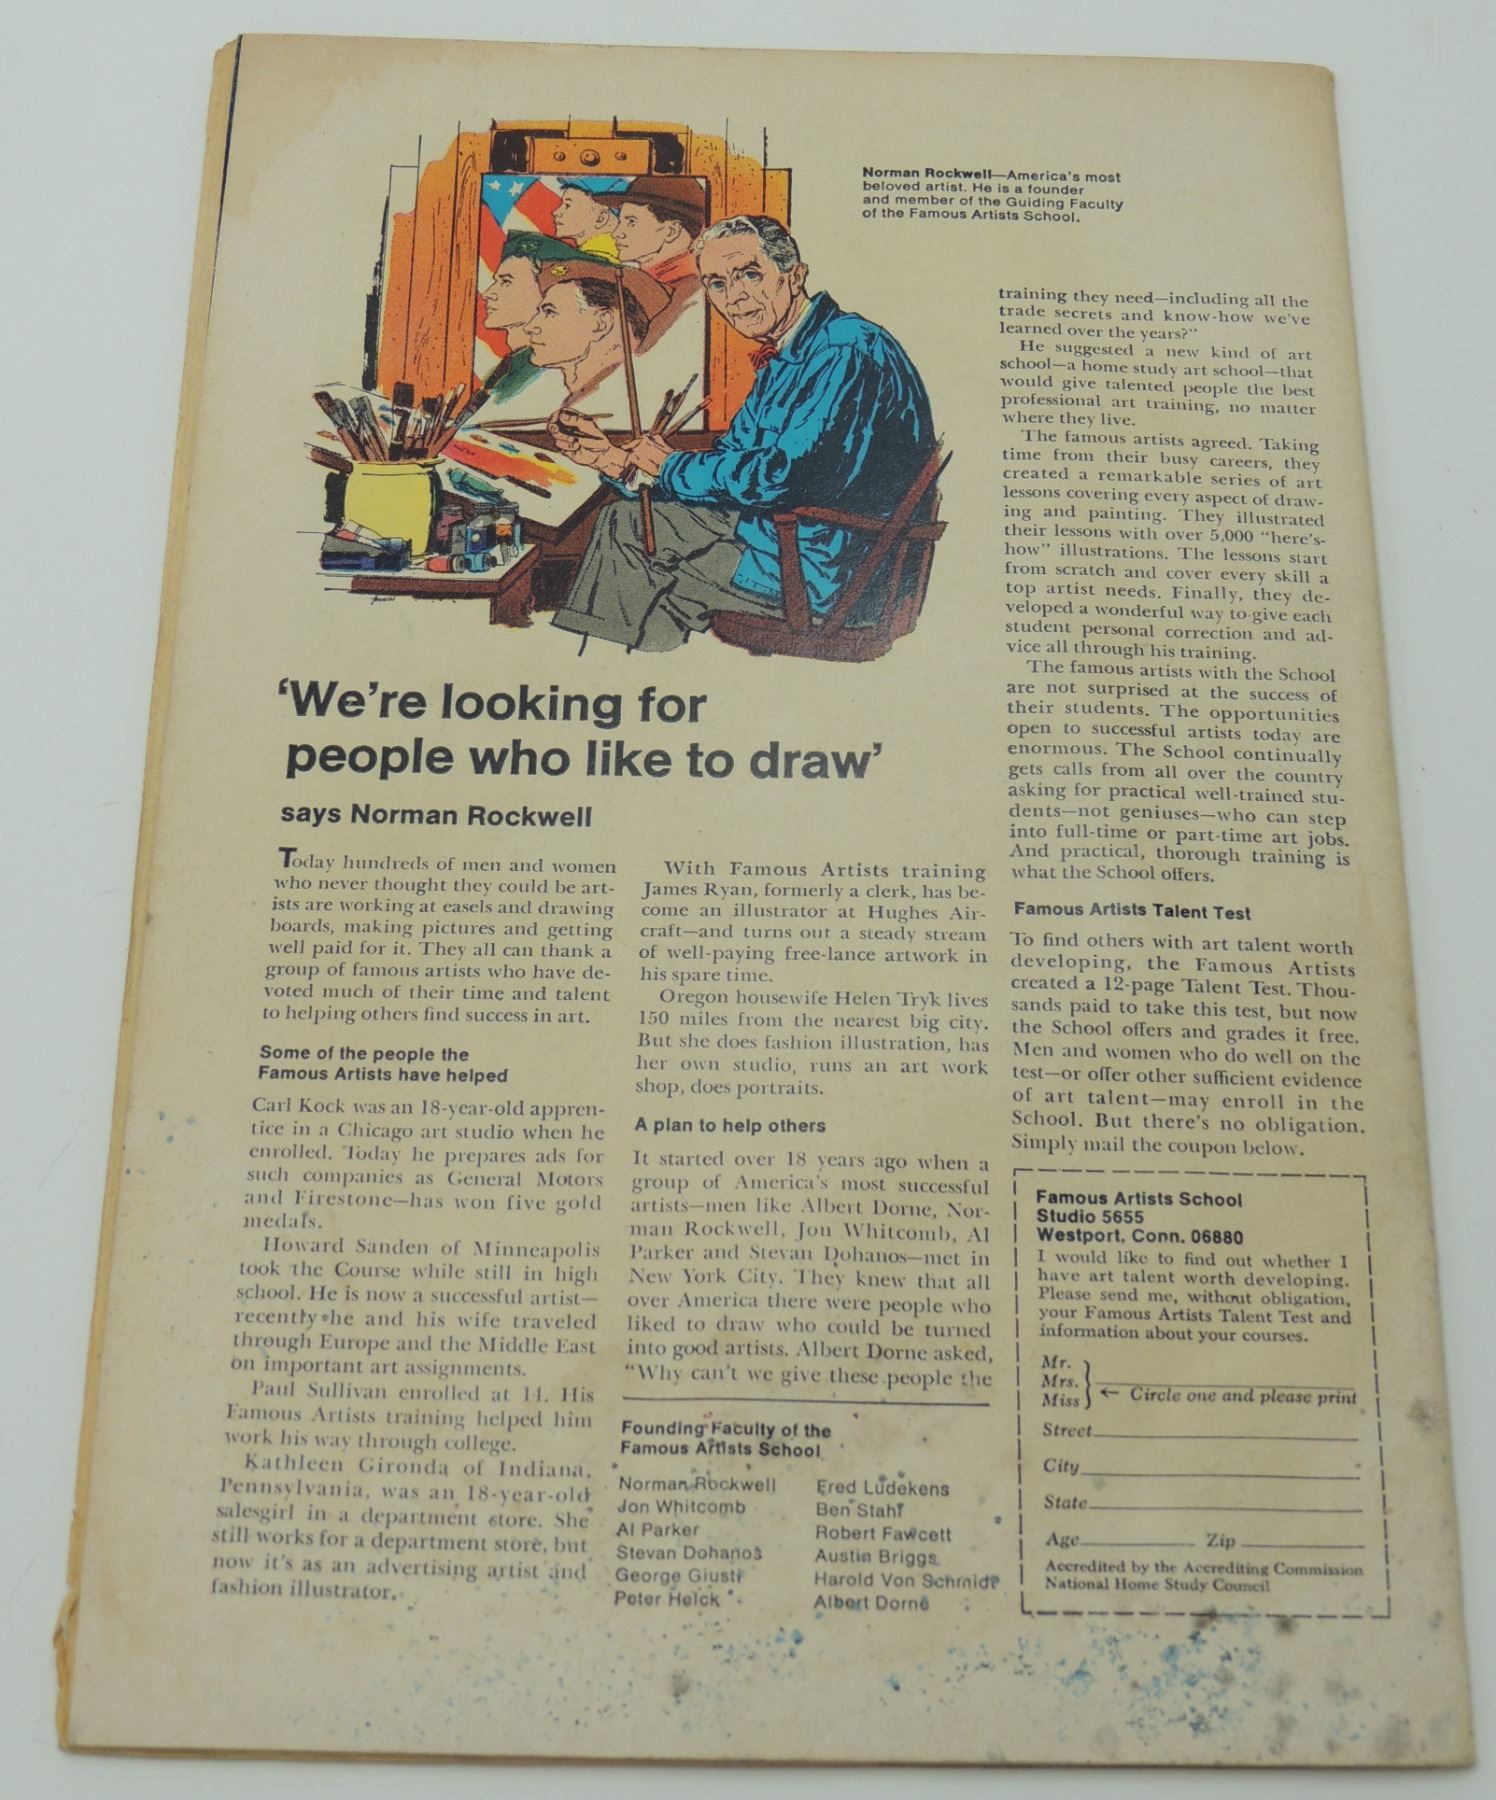 Norman Rockwell—America's most
beloved artist. He is a founder
and member of the Guiding Faculty
of the Famous Artists School.
'We're looking for
people who like to draw'
says Norman Rockwell
Today hundreds of men and women
who never thought they could be art-
ists are working at easels and drawing
boards, making pictures and getting
well paid for it. They all can thank a
group of famous artists who have de-
voted much of their time and talent
to helping others find success in art.
Some of the people the
Famous Artists have helped
Carl Kock was an 18-year-old appren-
tice in a Chicago art studio when he
enrolled. Today he prepares ads for
such companies as General Motors
and Firestone—has won five gold
medals.
Howard Sanden of Minneapolis
took the Course while still in high
school. He is now a successful artist—
recently he and his wife traveled
through Europe and the Middle East
on important art assignments.
Paul Sullivan enrolled at 14. His
Famous Artists training helped him
work his way through college.
Kathleen Gironda of Indiana,
Pennsylvania, was an 18-year-old
salesgirl in a department store. She
still works for a department store, but
now it's as an advertising artist and
fashion illustrator.
With Famous Artists training
James Ryan, formerly a clerk, has be-
come an illustrator at Hughes Air-
craft—and turns out a steady stream
of well-paying free-lance artwork in
his spare time.
Oregon housewife Helen Tryk lives
150 miles from the nearest big city.
But she does fashion illustration, has
her own studio, runs an art work
shop, does portraits.
A plan to help others
It started over 18 years ago when a
group of America's most successful
artists—men like Albert Dorne, Nor-
man Rockwell, Jon Whitcomb, Al
Parker and Stevan Dohanos—met in
New York City. They knew that all
over America there were people who
liked to draw who could be turned
into good artists. Albert Dorne asked,
"Why can't we give these people the
training they need—including all the
trade secrets and know-how we've
learned over the years?"
He suggested a new kind of art
school—a home study art school—that
would give talented people the best
professional art training, no matter
where they live.
The famous artists agreed. Taking
time from their busy careers, they
created a remarkable series of art
lessons covering every aspect of draw-
ing and painting. They illustrated
their lessons with over 5,000 "here's-
how" illustrations. The lessons start
from scratch and cover every skill a
top artist needs. Finally, they de-
veloped a wonderful way to give each
student personal correction and ad-
vice all through his training.
The famous artists with the School
are not surprised at the success of
their students. The opportunities
open to successful artists today are
enormous. The School continually
gets calls from all over the country
asking for practical well-trained stu-
dents—not geniuses—who can step
into full-time or part-time art jobs.
And practical, thorough training is
what the School offers.
Famous Artists Talent Test
To find others with art talent worth
developing, the Famous Artists
created a 12-page Talent Test. Thou-
sands paid to take this test, but now
the School offers and grades it free.
Men and women who do well on the
test—or offer other sufficient evidence
of art talent—may enroll in the
School. But there's no obligation.
Simply mail the coupon below.
Founding Faculty of the
Famous Artists School
Norman Rockwell
Jon Whitcomb
Al Parker
Stevan Dohanos
George Giusti
Peter Helck
Fred Ludekens
Ben Stahl
Robert Fawcett
Austin Briggs
Harold Von Schmidt
Albert Dorne
Famous Artists School
Studio 5655
Westport, Conn. 06880
I would like to find out whether I
have art talent worth developing.
Please send me, without obligation,
your Famous Artists Talent Test and
information about your courses.
Mr.
Mrs.
Miss
← Circle one and please print
Street
City
State
Age Zip
Accredited by the Accrediting Commission
National Home Study Council